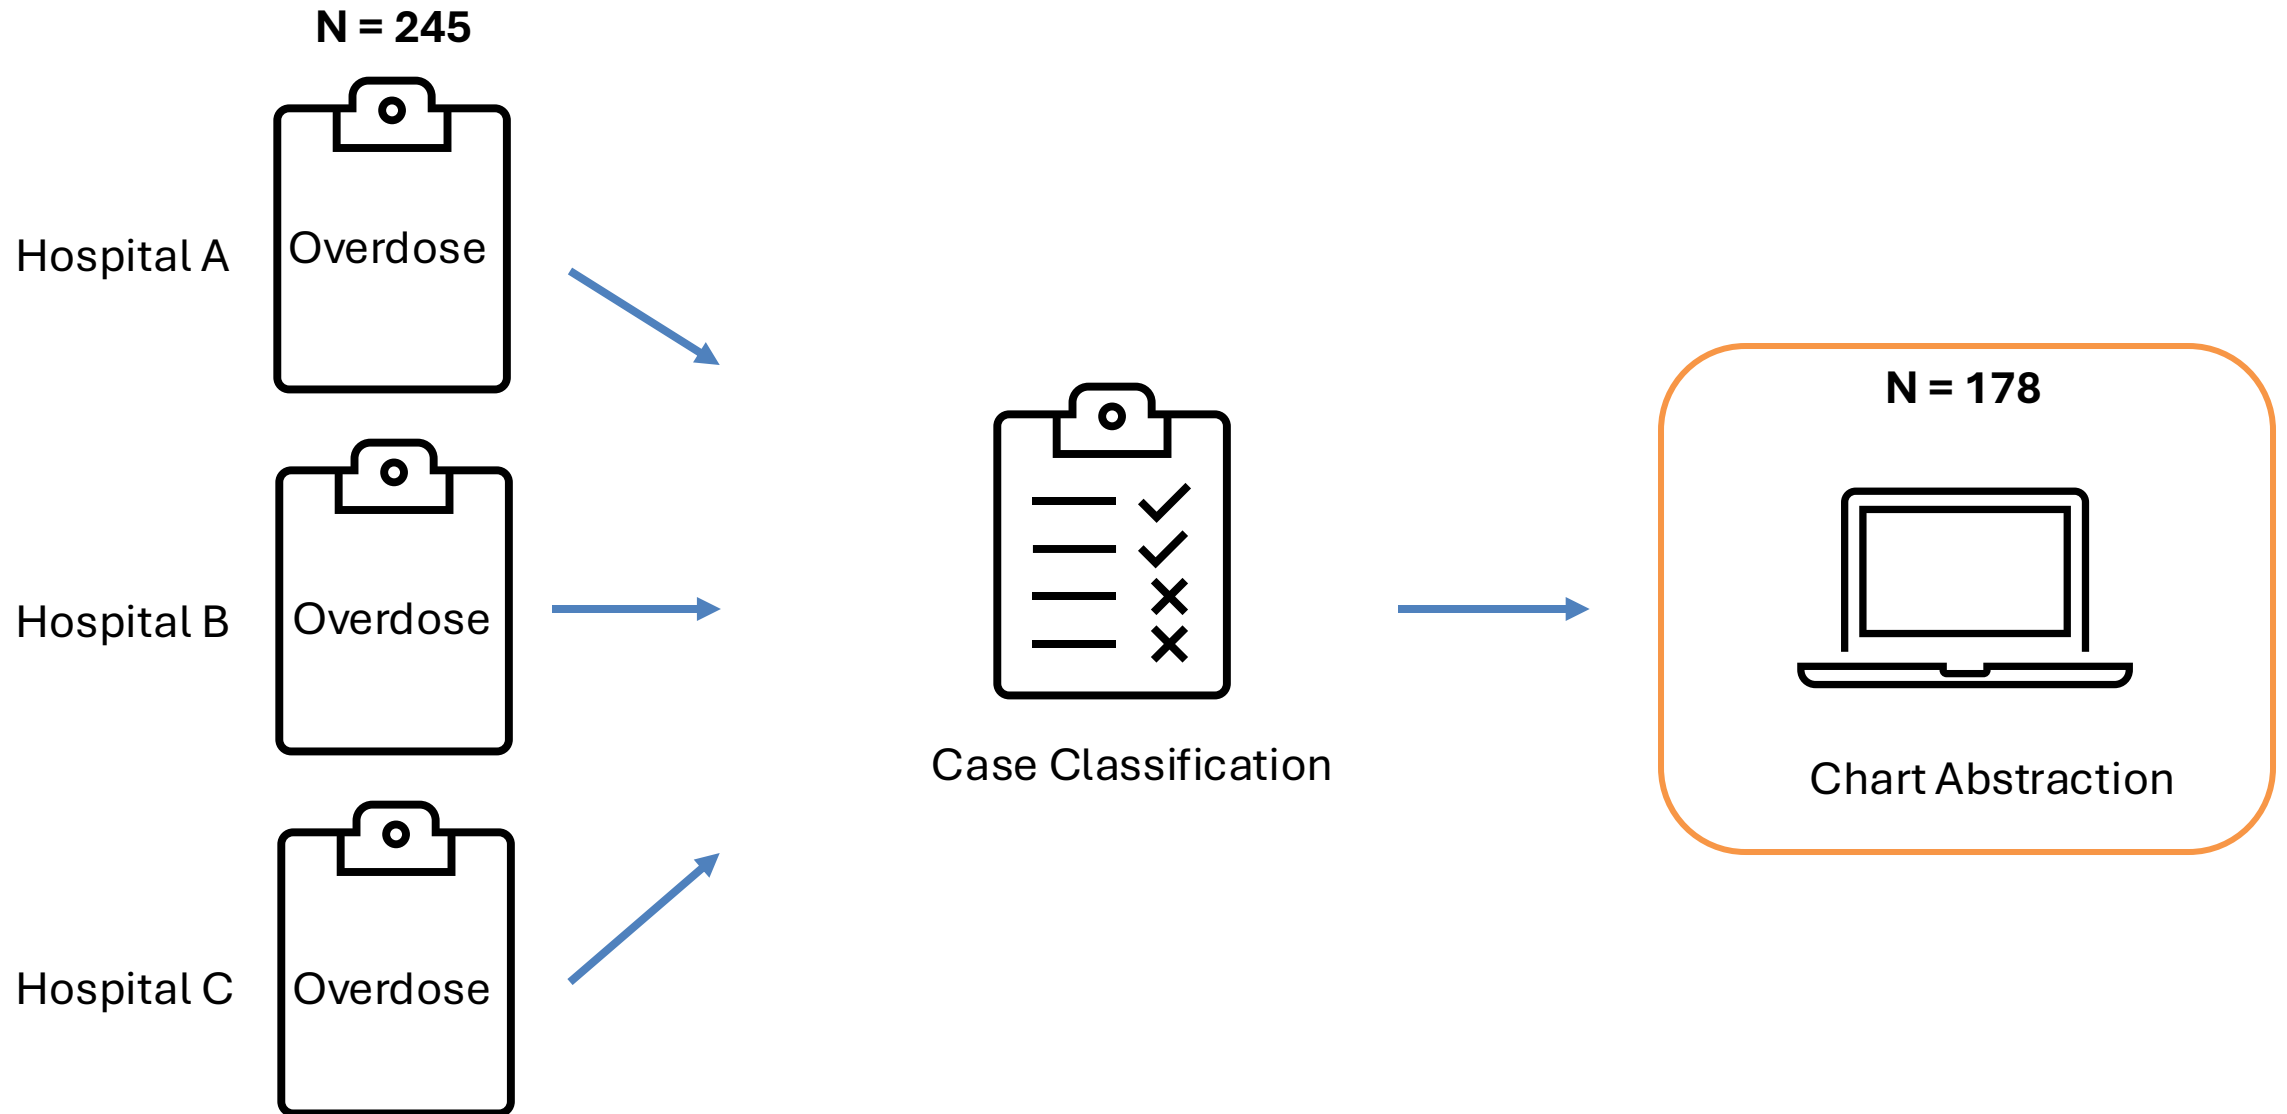 N = 245
Hospital A
Overdose
Hospital B
Overdose
Hospital C
Overdose
Case Classification
N = 178
Chart Abstraction